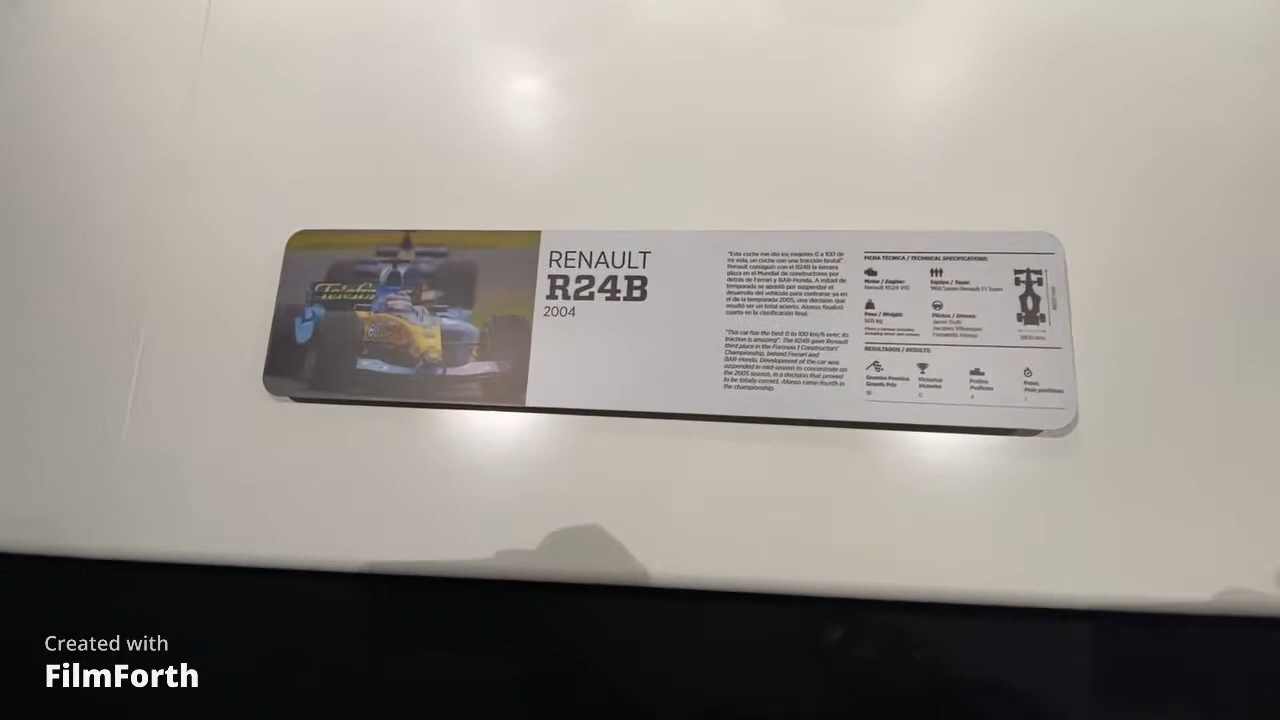 RENAULT
R24B
2004
"Este coche me dio los mejores 0 a 100 de
mi vida, un coche con una tracción brutal"
Renault consiguió con el R24B la tercera
plaza en el Mundial de constructores por
detrás de Ferrari y BAR-Honda. A mitad de
temporada se apostó por suspender el
desarrollo del vehículo para centrarse ya en
el de la temporada 2005, una decisión que
resultó ser un total acierto. Alonso finalizó
cuarto en la clasificación final.
"This car has the best 0 to 100 km/h ever, its
traction is amazing". The R24B gave Renault
third place in the Formula 1 Constructors'
Championship, behind Ferrari and
BAR-Honda. Development of the car was
suspended in mid-season to concentrate on
the 2005 season, in a decision that proved
to be totally correct. Alonso came fourth in
the championship.
FICHA TÉCNICA / TECHNICAL SPECIFICATIONS:
Motor / Engine:
Renault RS24 V10
Equipo / Team:
Mild Seven Renault F1 Team
Peso / Weight:
605 kg
Pilotos / Drivers:
Jarno Trulli
Jacques Villeneuve
Fernando Alonso
RESULTADOS / RESULTS:
Grandes Premios
Grands Prix
18
Victorias
Victories
0
Podios
Podiums
4
Poles
Pole positions
1
Created with
FilmForth